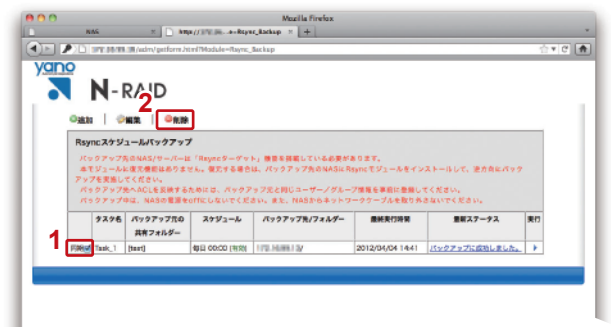 Mozilla Firefox
NAS
/adm/getform.html?Module=Rsync_Backup
yano
N-RAID
2
追加 | 編集 | 削除
Rsyncスケジュールバックアップ
バックアップ先のNAS/サーバーは「Rsyncターゲット」機能を搭載している必要があります。
本モジュールに復元機能はありません。復元する場合は、バックアップ先のNASにRsyncモジュールをインストールして、逆方向にバック
アップを実施してください。
バックアップ先へACLを反映するためには、バックアップ元と同じユーザー/グループ情報を事前に登録してください。
バックアップ中は、NASの電源をoffにしないでください。また、NASからネットワークケーブルを取り外さないでください。
タスク名 バックアップ元の 共有フォルダー スケジュール バックアップ先/フォルダー 最終実行時間 最新ステータス 実行
1
Task_1 [test] 毎日 00:00 [有効] 2012/04/04 14:41 バックアップに成功しました。